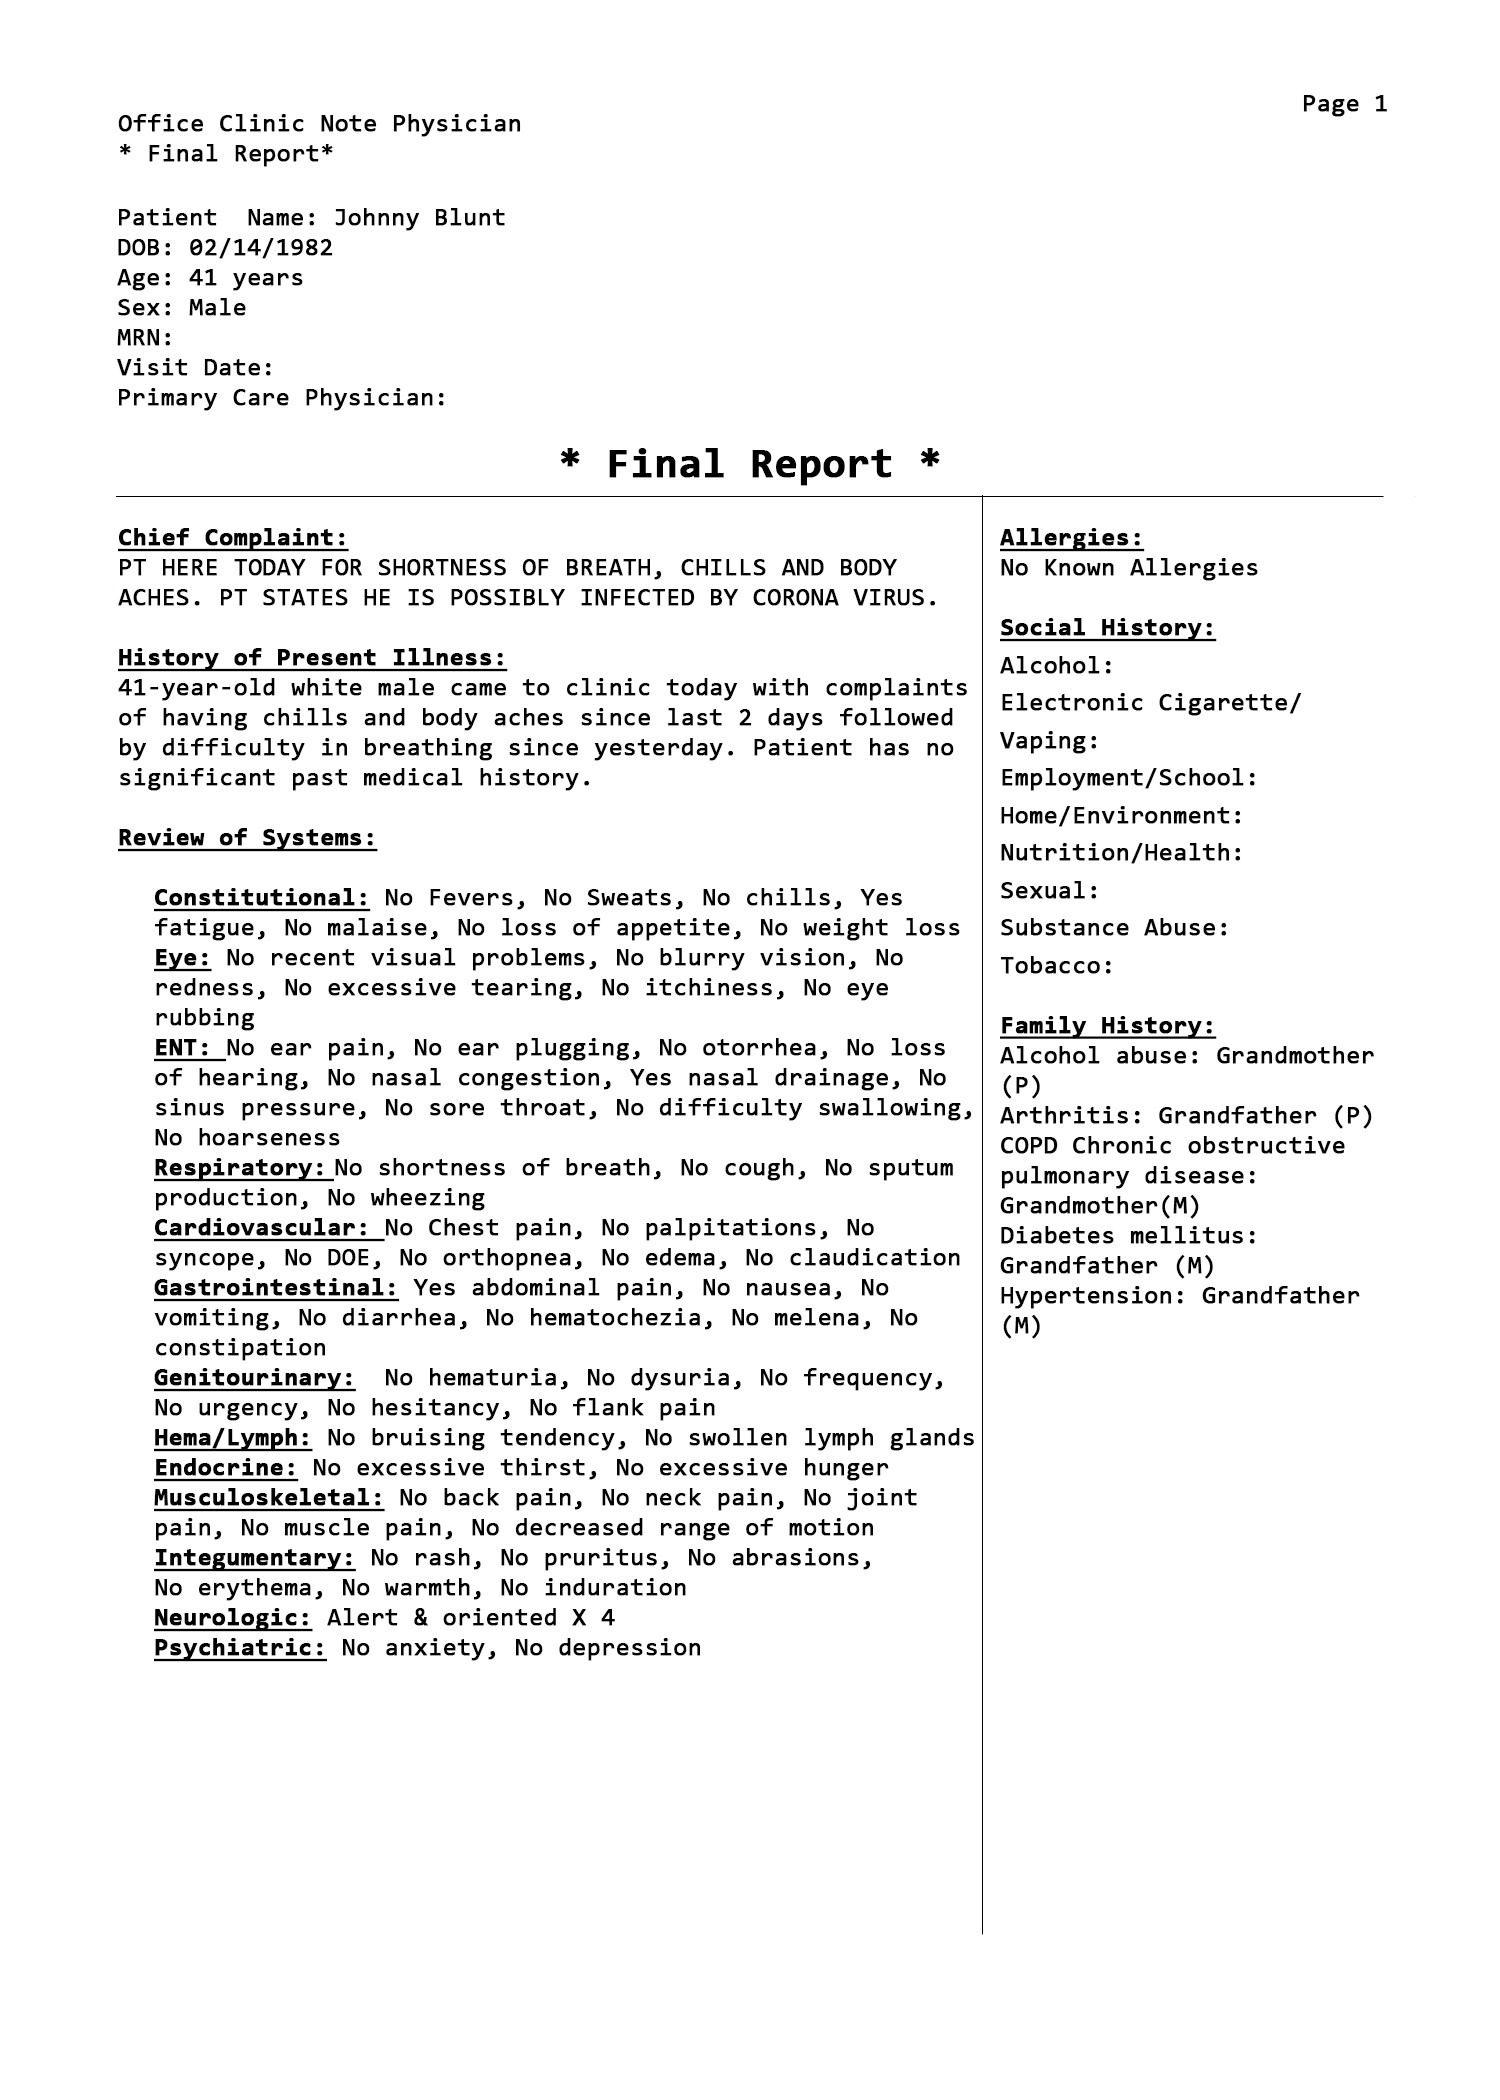 Page 1
Office Clinic Note Physician
* Final Report*
Patient  Name: Johnny Blunt
DOB: 02/14/1982
Age: 41 years
Sex: Male
MRN:
Visit Date:
Primary Care Physician:
* Final Report *
Chief Complaint:
PT HERE TODAY FOR SHORTNESS OF BREATH, CHILLS AND BODY
ACHES. PT STATES HE IS POSSIBLY INFECTED BY CORONA VIRUS.
History of Present Illness:
41-year-old white male came to clinic today with complaints
of having chills and body aches since last 2 days followed
by difficulty in breathing since yesterday. Patient has no
significant past medical history.
Review of Systems:
Constitutional: No Fevers, No Sweats, No chills, Yes
fatigue, No malaise, No loss of appetite, No weight loss
Eye: No recent visual problems, No blurry vision, No
redness, No excessive tearing, No itchiness, No eye
rubbing
ENT: No ear pain, No ear plugging, No otorrhea, No loss
of hearing, No nasal congestion, Yes nasal drainage, No
sinus pressure, No sore throat, No difficulty swallowing,
No hoarseness
Respiratory: No shortness of breath, No cough, No sputum
production, No wheezing
Cardiovascular: No Chest pain, No palpitations, No
syncope, No DOE, No orthopnea, No edema, No claudication
Gastrointestinal: Yes abdominal pain, No nausea, No
vomiting, No diarrhea, No hematochezia, No melena, No
constipation
Genitourinary:  No hematuria, No dysuria, No frequency,
No urgency, No hesitancy, No flank pain
Hema/Lymph: No bruising tendency, No swollen lymph glands
Endocrine: No excessive thirst, No excessive hunger
Musculoskeletal: No back pain, No neck pain, No joint
pain, No muscle pain, No decreased range of motion
Integumentary: No rash, No pruritus, No abrasions,
No erythema, No warmth, No induration
Neurologic: Alert & oriented X 4
Psychiatric: No anxiety, No depression
Allergies:
No Known Allergies
Social History:
Alcohol:
Electronic Cigarette/
Vaping:
Employment/School:
Home/Environment:
Nutrition/Health:
Sexual:
Substance Abuse:
Tobacco:
Family History:
Alcohol abuse: Grandmother
(P)
Arthritis: Grandfather (P)
COPD Chronic obstructive
pulmonary disease:
Grandmother(M)
Diabetes mellitus:
Grandfather (M)
Hypertension: Grandfather
(M)